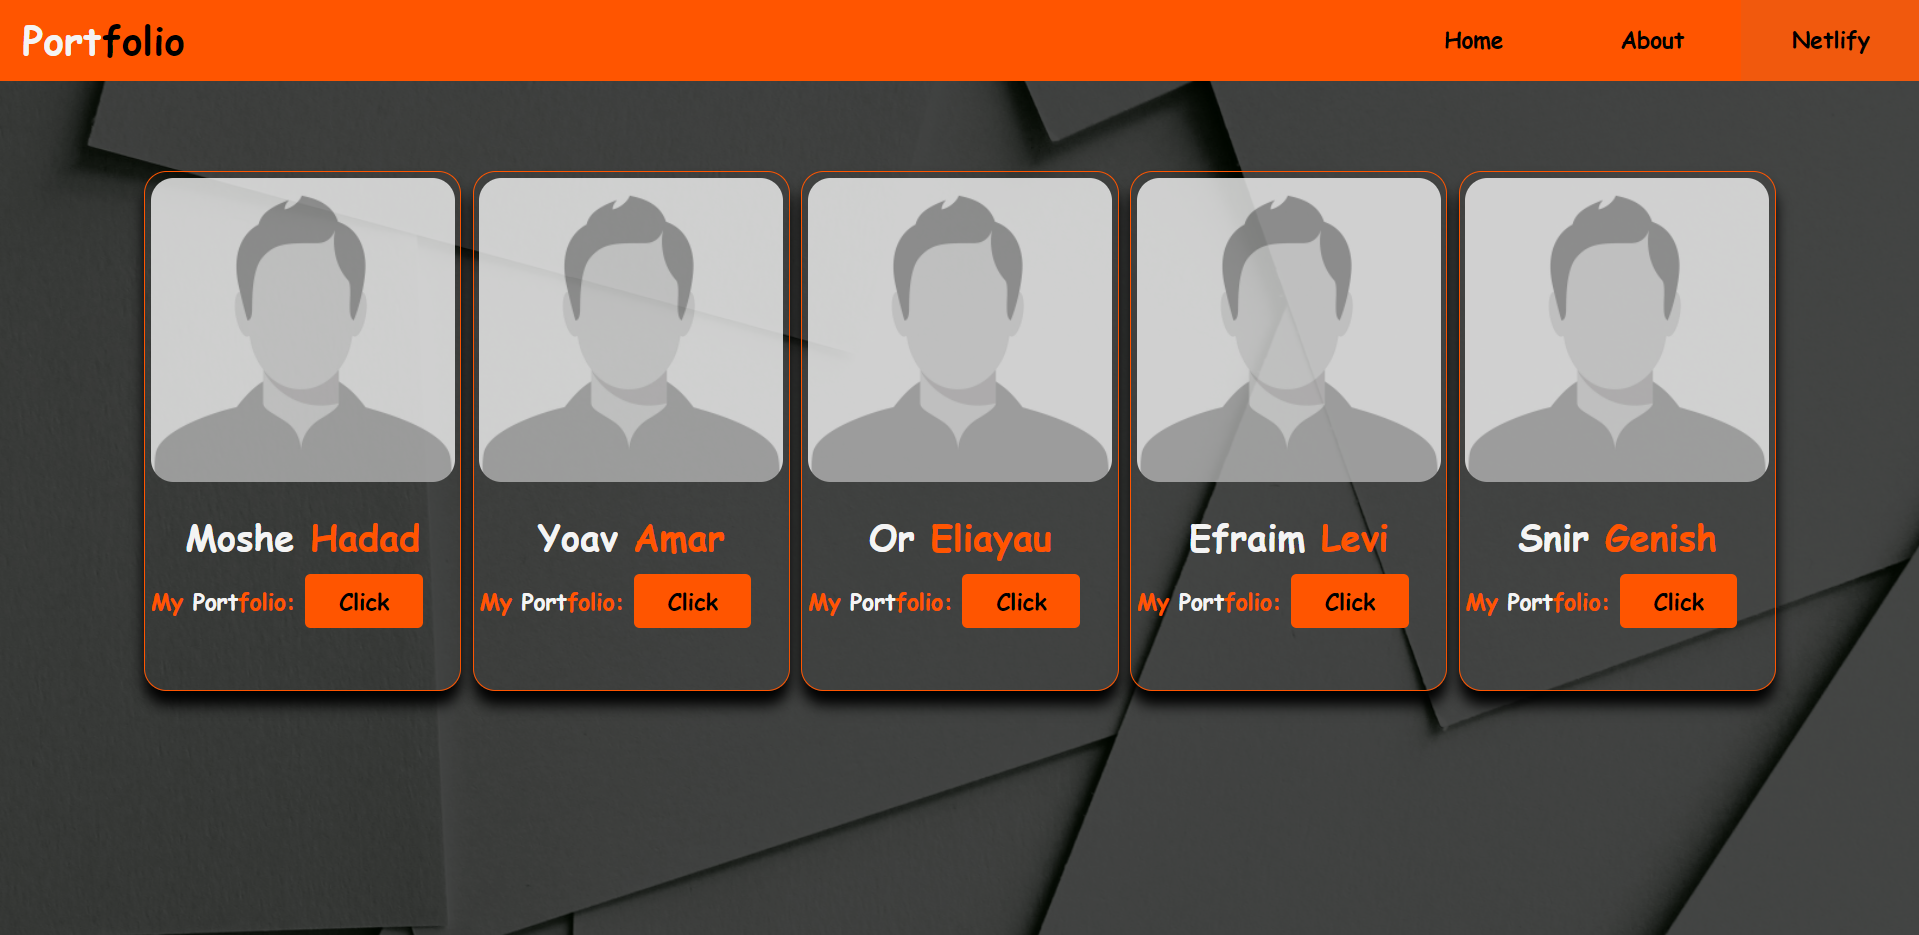 Portfolio
Home About Netlify
Moshe Hadad
My Portfolio: Click
Yoav Amar
My Portfolio: Click
Or Eliayau
My Portfolio: Click
Efraim Levi
My Portfolio: Click
Snir Genish
My Portfolio: Click